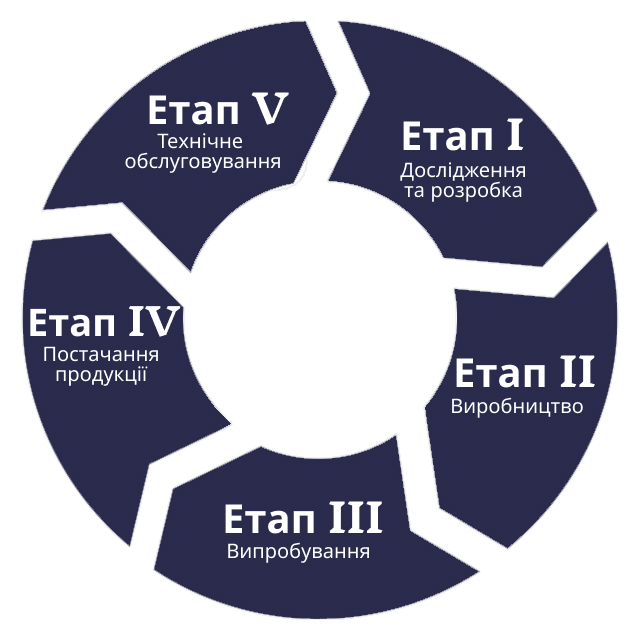 Етап I
Дослідження
та розробка
Етап II
Виробництво
Етап III
Випробування
Етап IV
Постачання
продукції
Етап V
Технічне
обслуговування